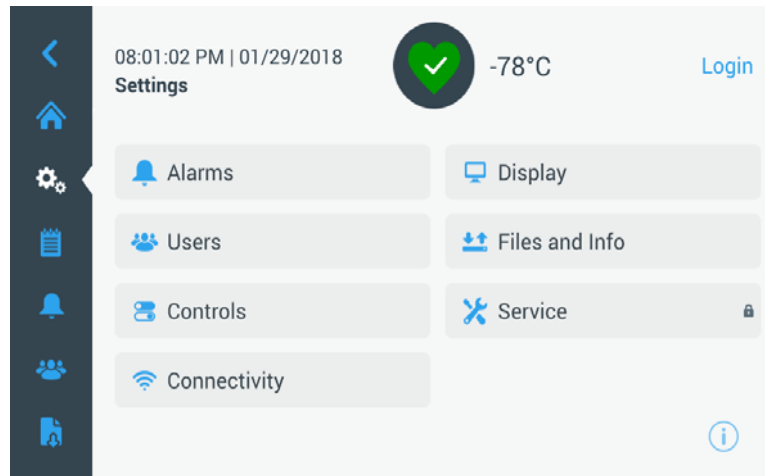 08:01:02 PM | 01/29/2018
Settings
-78°C
Login
Alarms
Display
Users
Files and Info
Controls
Service
Connectivity